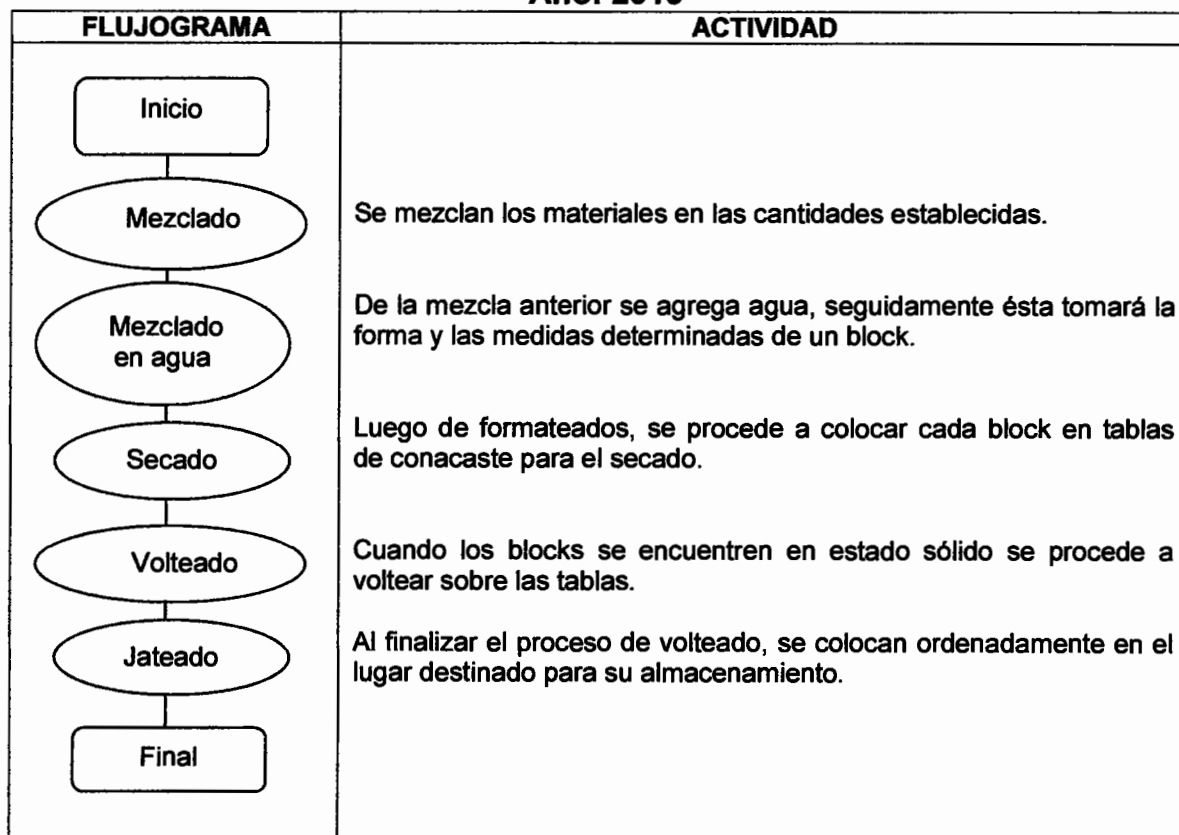 FLUJOGRAMA
ACTIVIDAD
Inicio
Mezclado
Se mezclan los materiales en las cantidades establecidas.
Mezclado
en agua
De la mezcla anterior se agrega agua, seguidamente ésta tomará la
forma y las medidas determinadas de un block.
Secado
Luego de formateados, se procede a colocar cada block en tablas
de conacaste para el secado.
Volteado
Cuando los blocks se encuentren en estado sólido se procede a
voltear sobre las tablas.
Jateado
Al finalizar el proceso de volteado, se colocan ordenadamente en el
lugar destinado para su almacenamiento.
Final